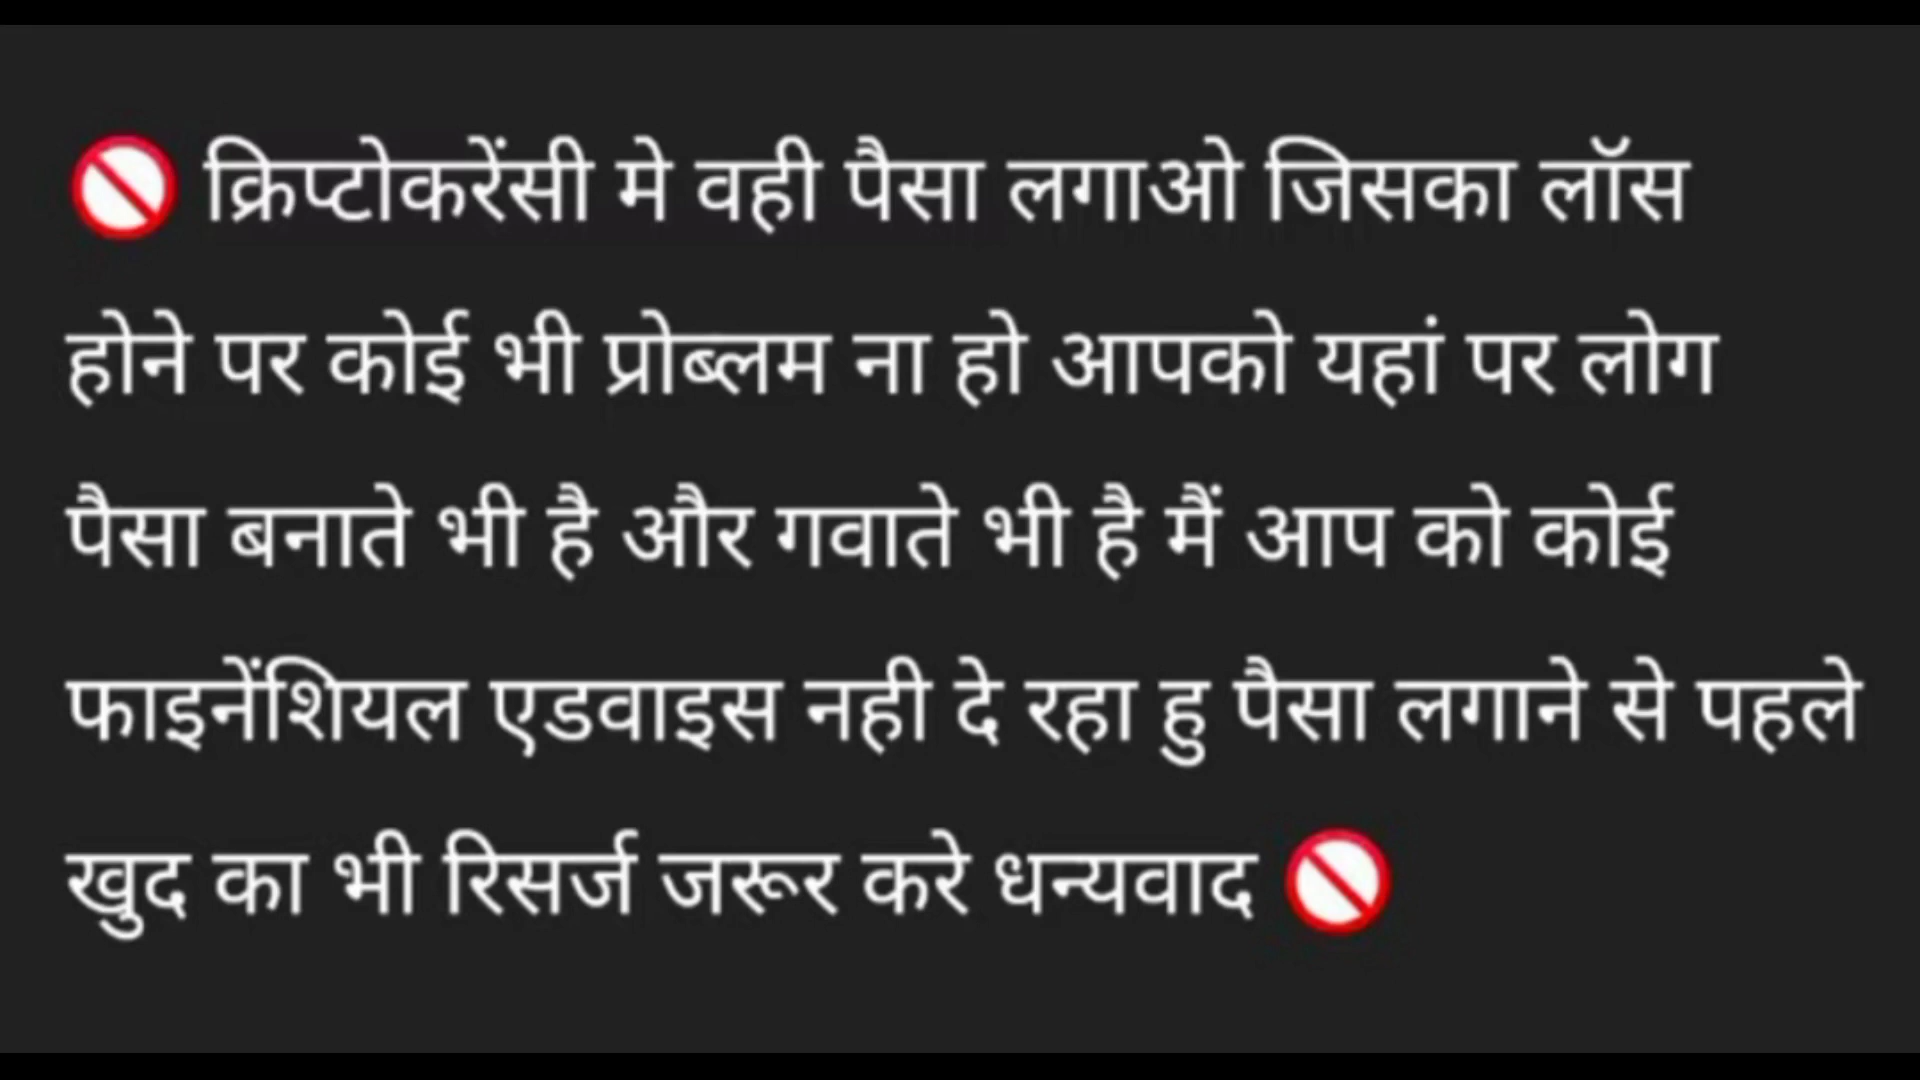 🚫 क्रिप्टोकरेंसी मे वही पैसा लगाओ जिसका लॉस
होने पर कोई भी प्रोब्लम ना हो आपको यहां पर लोग
पैसा बनाते भी है और गवाते भी है मैं आप को कोई
फाइनेंशियल एडवाइस नही दे रहा हु पैसा लगाने से पहले
खुद का भी रिसर्ज जरूर करे धन्यवाद 🚫